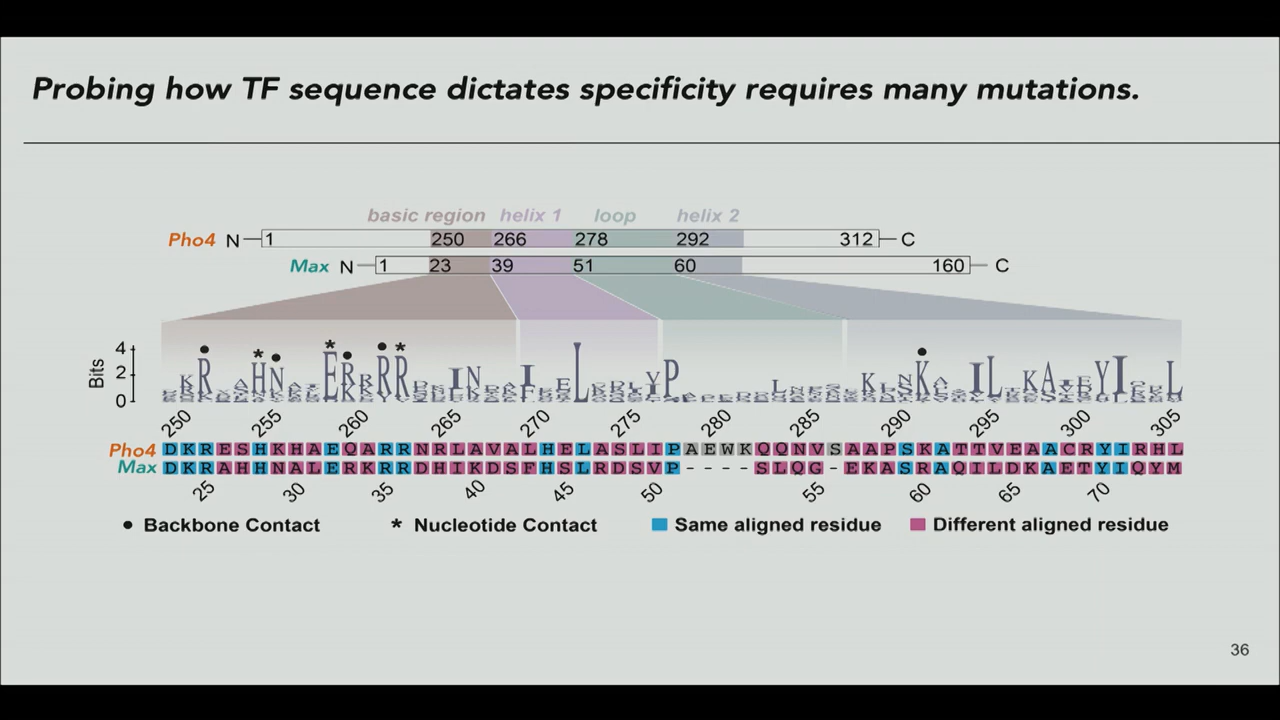 Probing how TF sequence dictates specificity requires many mutations.
basic region helix 1 loop helix 2
Pho4 N 1 250 266 278 292 312 C
Max N 1 23 39 51 60 160 C
Bits
4
2
0
250 255 260 265 270 275 280 285 290 295 300 305
Pho4 DKRESHKHAEQARRNRLAVALHELASLIPAEWKQQNVSAAPSKATTVEAACRYIRHL
Max DKRAHHNALERKRRDHIKDSFHSLRDSVP----SLQG-EKASRAQILDKAETYIQYM
25 30 35 40 45 50 55 60 65 70
• Backbone Contact * Nucleotide Contact Same aligned residue Different aligned residue
36